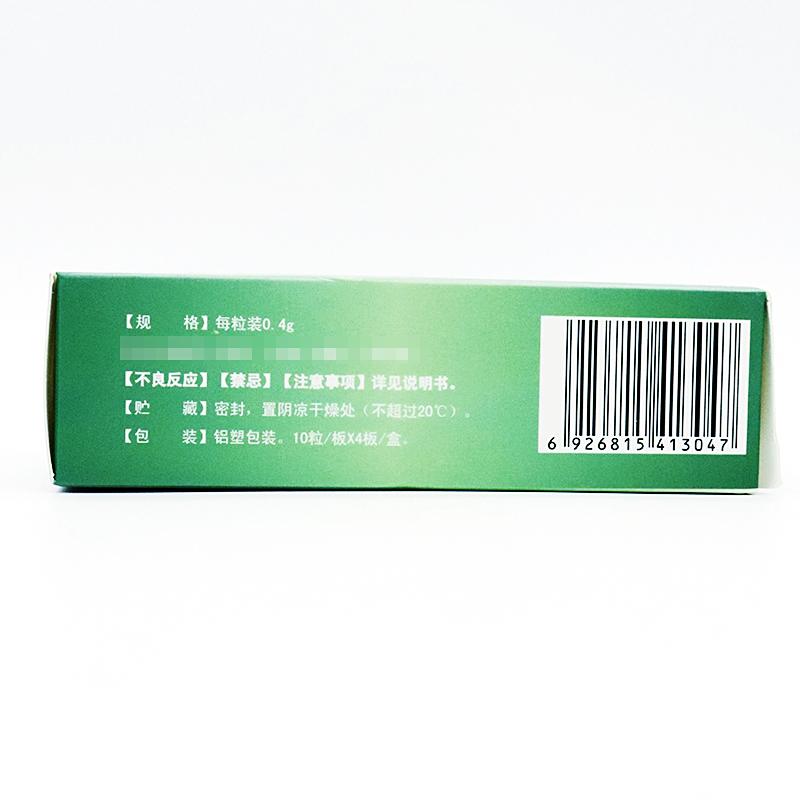 【规　　格】每粒装0.4g
【不良反应】【禁忌】【注意事项】详见说明书。
【贮　　藏】密封，置阴凉干燥处（不超过20℃）。
【包　　装】铝塑包装。10粒/板X4板/盒。
6 926815 413047